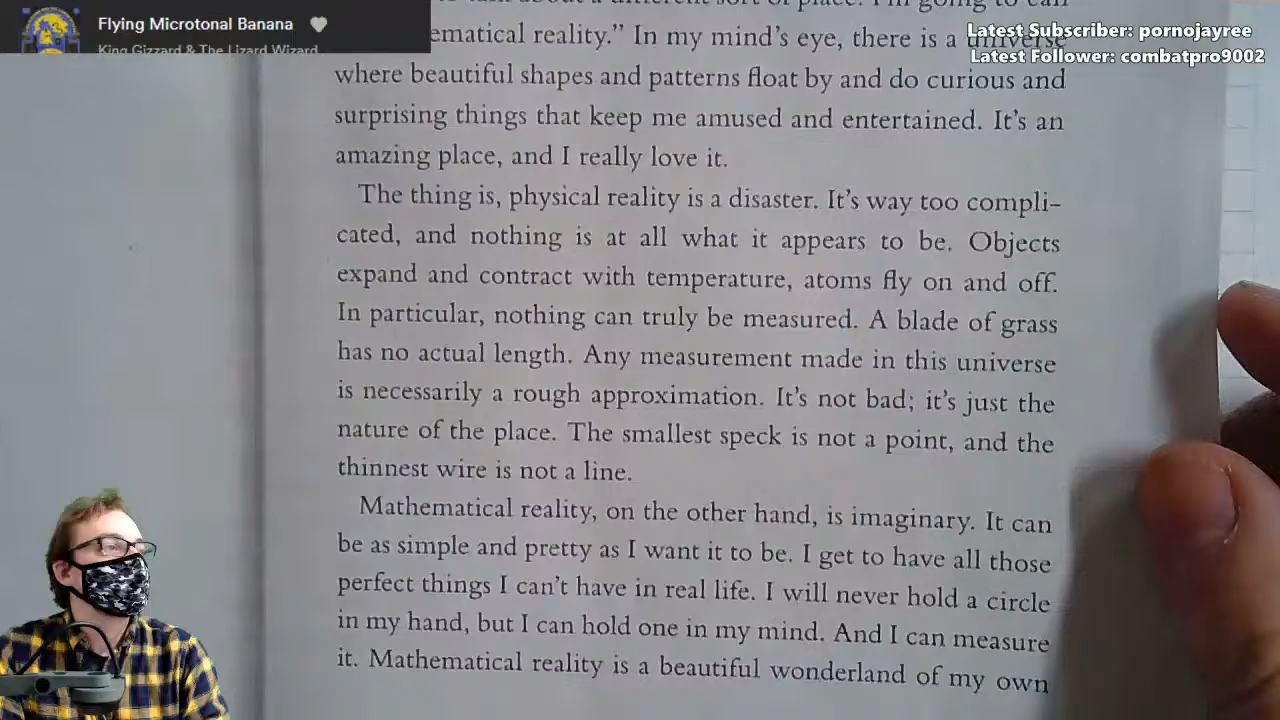 Flying Microtonal Banana
King Gizzard & The Lizard Wizard
Latest Subscriber: pornojayree
Latest Follower: combatpro9002
ematical reality.” In my mind’s eye, there is a universe
where beautiful shapes and patterns float by and do curious and
surprising things that keep me amused and entertained. It’s an
amazing place, and I really love it.
The thing is, physical reality is a disaster. It’s way too compli-
cated, and nothing is at all what it appears to be. Objects
expand and contract with temperature, atoms fly on and off.
In particular, nothing can truly be measured. A blade of grass
has no actual length. Any measurement made in this universe
is necessarily a rough approximation. It’s not bad; it’s just the
nature of the place. The smallest speck is not a point, and the
thinnest wire is not a line.
Mathematical reality, on the other hand, is imaginary. It can
be as simple and pretty as I want it to be. I get to have all those
perfect things I can’t have in real life. I will never hold a circle
in my hand, but I can hold one in my mind. And I can measure
it. Mathematical reality is a beautiful wonderland of my own